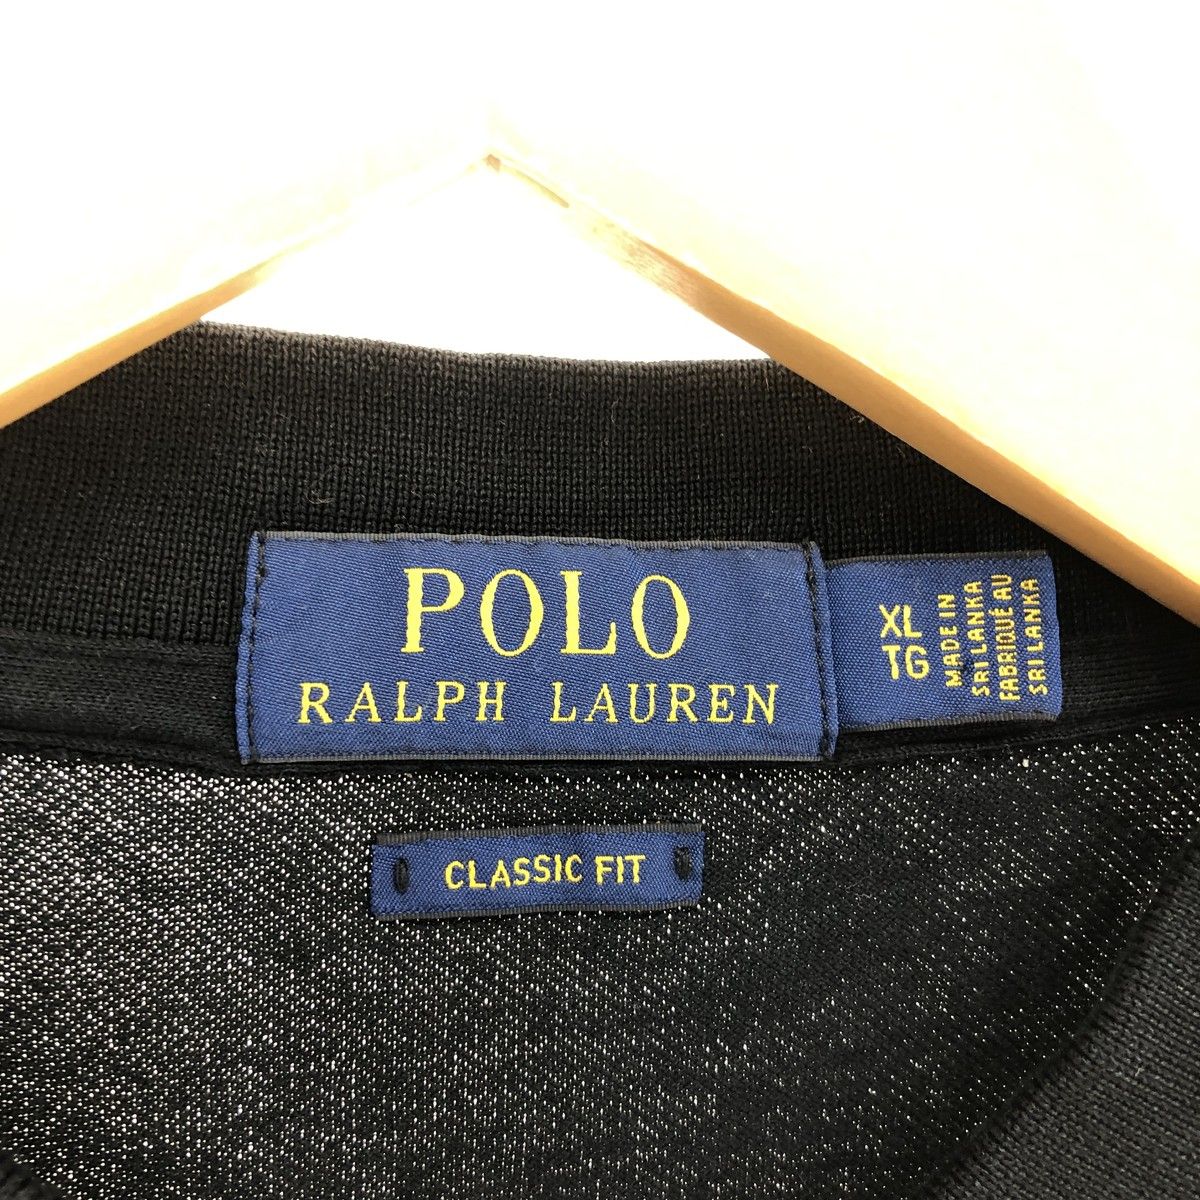 POLO
RALPH LAUREN
XL
TG
MADE IN
SRI LANKA
FABRIQUÉ AU
SRI LANKA
CLASSIC FIT